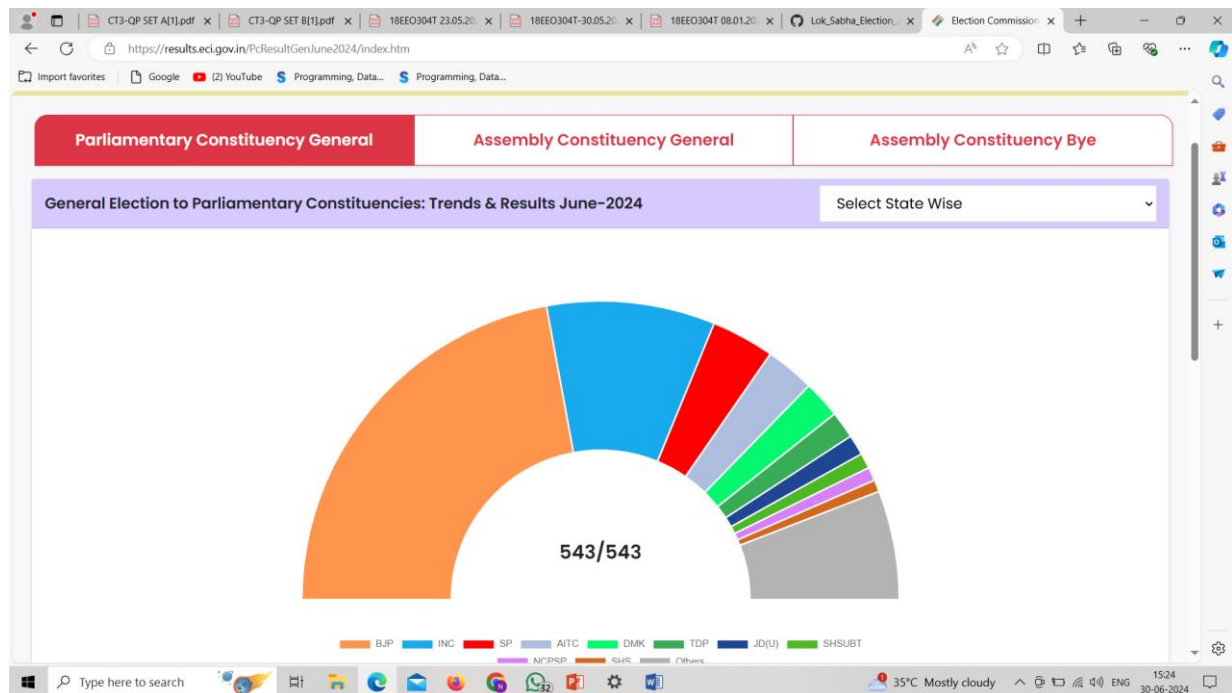 CT3-QP SET A[1].pdf
CT3-QP SET B[1].pdf
18EEO304T 23.05.20.
18EEO304T-30.05.20.
18EEO304T 08.01.20.
Lok_Sabha_Election_
Election Commission
https://results.eci.gov.in/PcResultGenJune2024/index.htm
Import favorites
Google
(2) YouTube
Programming, Data...
Programming, Data...
Parliamentary Constituency General
Assembly Constituency General
Assembly Constituency Bye
General Election to Parliamentary Constituencies: Trends & Results June-2024
Select State Wise
543/543
BJP INC SP AITC DMK TDP JD(U) SHSUBT
NCPSP SHS Others
Type here to search
32
35°C Mostly cloudy
ENG
15:24
30-06-2024